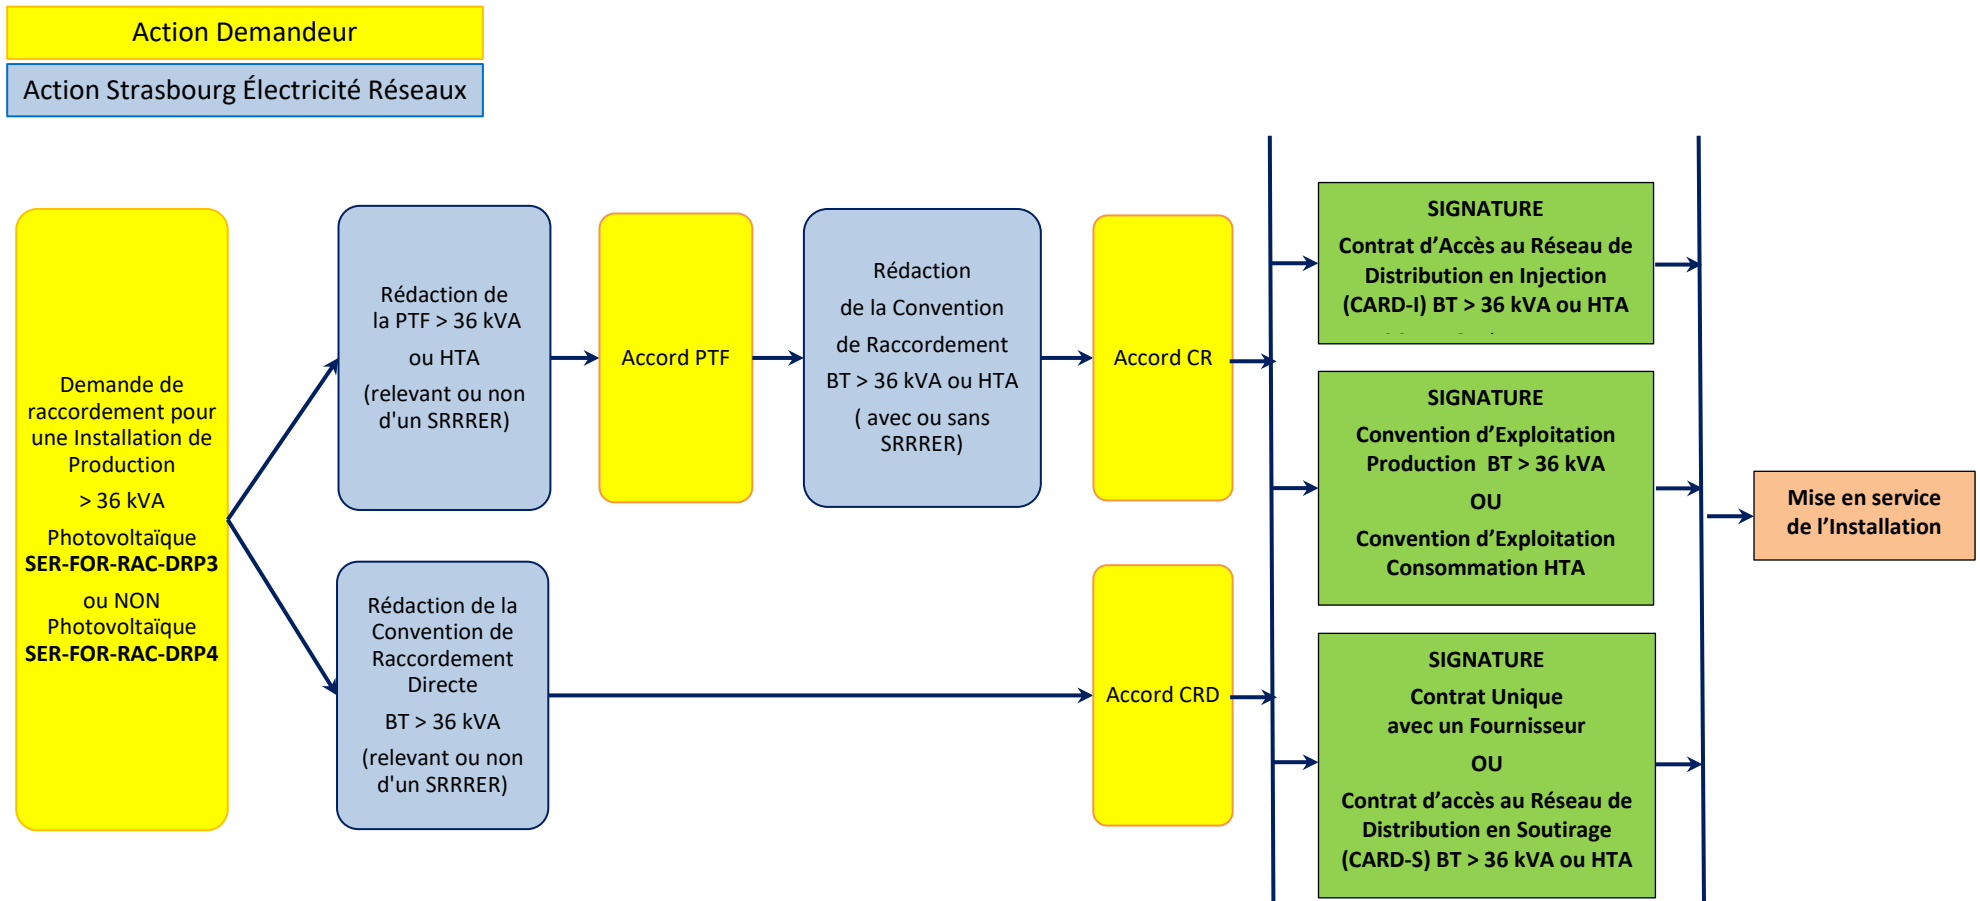 Action Demandeur
Action Strasbourg Électricité Réseaux
Demande de
raccordement pour
une Installation de
Production
> 36 kVA
Photovoltaïque
SER-FOR-RAC-DRP3
ou NON
Photovoltaïque
SER-FOR-RAC-DRP4
Rédaction de
la PTF > 36 kVA
ou HTA
(relevant ou non
d'un SRRRER)
Accord PTF
Rédaction
de la Convention
de Raccordement
BT > 36 kVA ou HTA
( avec ou sans
SRRRER)
Accord CR
Rédaction de la
Convention de
Raccordement
Directe
BT > 36 kVA
(relevant ou non
d'un SRRRER)
Accord CRD
SIGNATURE
Contrat d’Accès au Réseau de
Distribution en Injection
(CARD-I) BT > 36 kVA ou HTA
SIGNATURE
Convention d’Exploitation
Production BT > 36 kVA
OU
Convention d’Exploitation
Consommation HTA
SIGNATURE
Contrat Unique
avec un Fournisseur
OU
Contrat d’accès au Réseau de
Distribution en Soutirage
(CARD-S) BT > 36 kVA ou HTA
Mise en service
de l’Installation